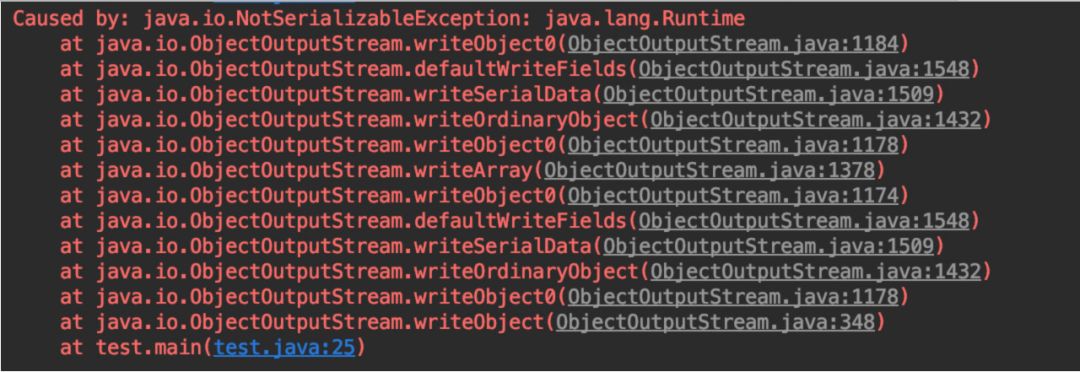 Caused by: java.io.NotSerializableException: java.lang.Runtime
at java.io.ObjectOutputStream.writeObject0(ObjectOutputStream.java:1184)
at java.io.ObjectOutputStream.defaultWriteFields(ObjectOutputStream.java:1548)
at java.io.ObjectOutputStream.writeSerialData(ObjectOutputStream.java:1509)
at java.io.ObjectOutputStream.writeOrdinaryObject(ObjectOutputStream.java:1432)
at java.io.ObjectOutputStream.writeObject0(ObjectOutputStream.java:1178)
at java.io.ObjectOutputStream.writeArray(ObjectOutputStream.java:1378)
at java.io.ObjectOutputStream.writeObject0(ObjectOutputStream.java:1174)
at java.io.ObjectOutputStream.defaultWriteFields(ObjectOutputStream.java:1548)
at java.io.ObjectOutputStream.writeSerialData(ObjectOutputStream.java:1509)
at java.io.ObjectOutputStream.writeOrdinaryObject(ObjectOutputStream.java:1432)
at java.io.ObjectOutputStream.writeObject0(ObjectOutputStream.java:1178)
at java.io.ObjectOutputStream.writeObject(ObjectOutputStream.java:348)
at test.main(test.java:25)